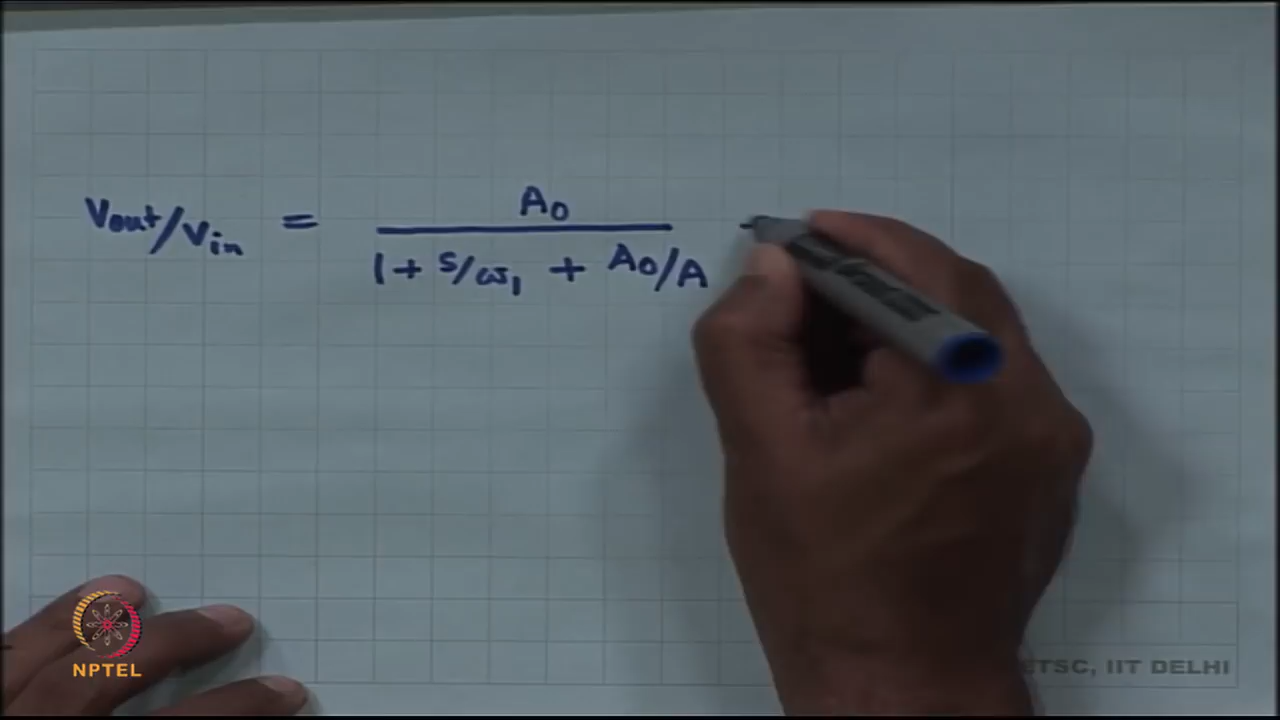 Vout/Vin = A0
1 + s/ω1 + A0/A
NPTEL
ETSC, IIT DELHI